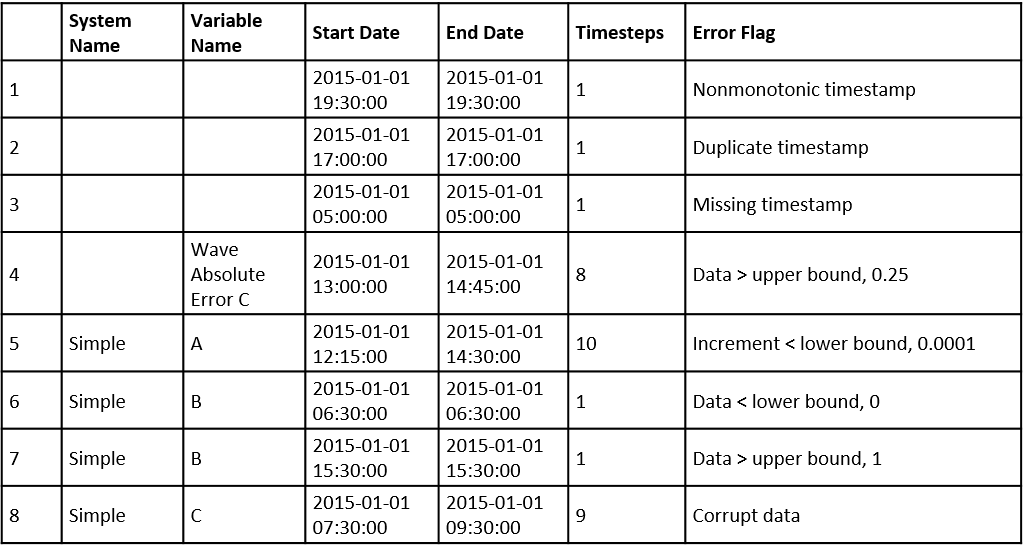 System Name Variable Name Start Date End Date Timesteps Error Flag
1 2015-01-01 19:30:00 2015-01-01 19:30:00 1 Nonmonotonic timestamp
2 2015-01-01 17:00:00 2015-01-01 17:00:00 1 Duplicate timestamp
3 2015-01-01 05:00:00 2015-01-01 05:00:00 1 Missing timestamp
4 Wave Absolute Error C 2015-01-01 13:00:00 2015-01-01 14:45:00 8 Data > upper bound, 0.25
5 Simple A 2015-01-01 12:15:00 2015-01-01 14:30:00 10 Increment < lower bound, 0.0001
6 Simple B 2015-01-01 06:30:00 2015-01-01 06:30:00 1 Data < lower bound, 0
7 Simple B 2015-01-01 15:30:00 2015-01-01 15:30:00 1 Data > upper bound, 1
8 Simple C 2015-01-01 07:30:00 2015-01-01 09:30:00 9 Corrupt data